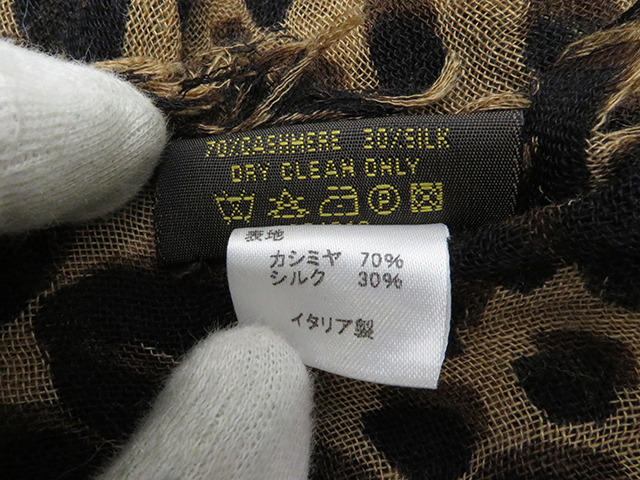 70/CASHMERE 30/SILK
DRY CLEAN ONLY
表地
カシミヤ 70%
シルク 30%
イタリア製